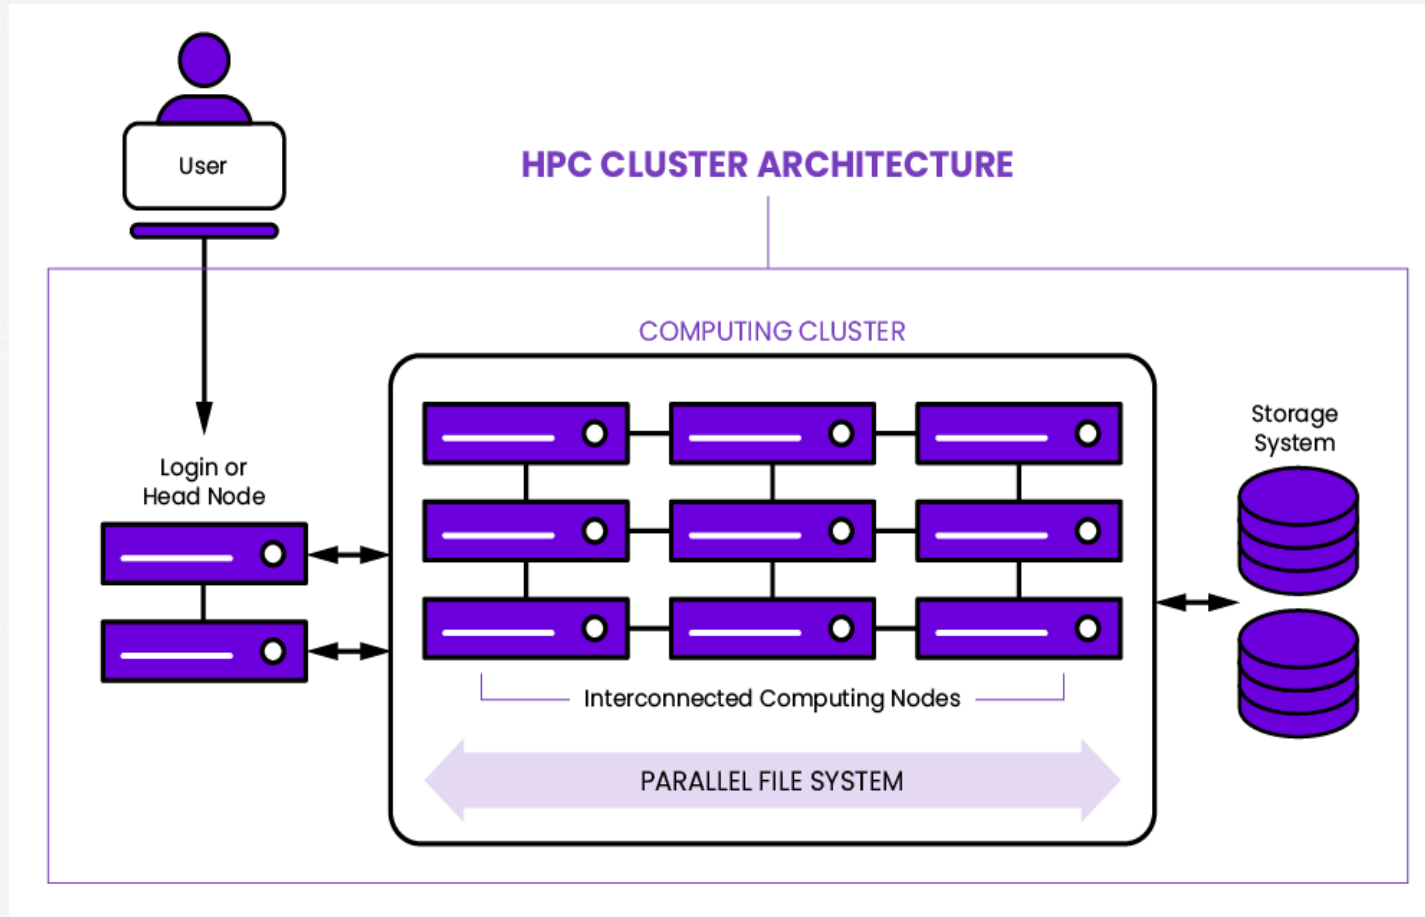 User
HPC CLUSTER ARCHITECTURE
COMPUTING CLUSTER
Login or
Head Node
Storage
System
Interconnected Computing Nodes
PARALLEL FILE SYSTEM